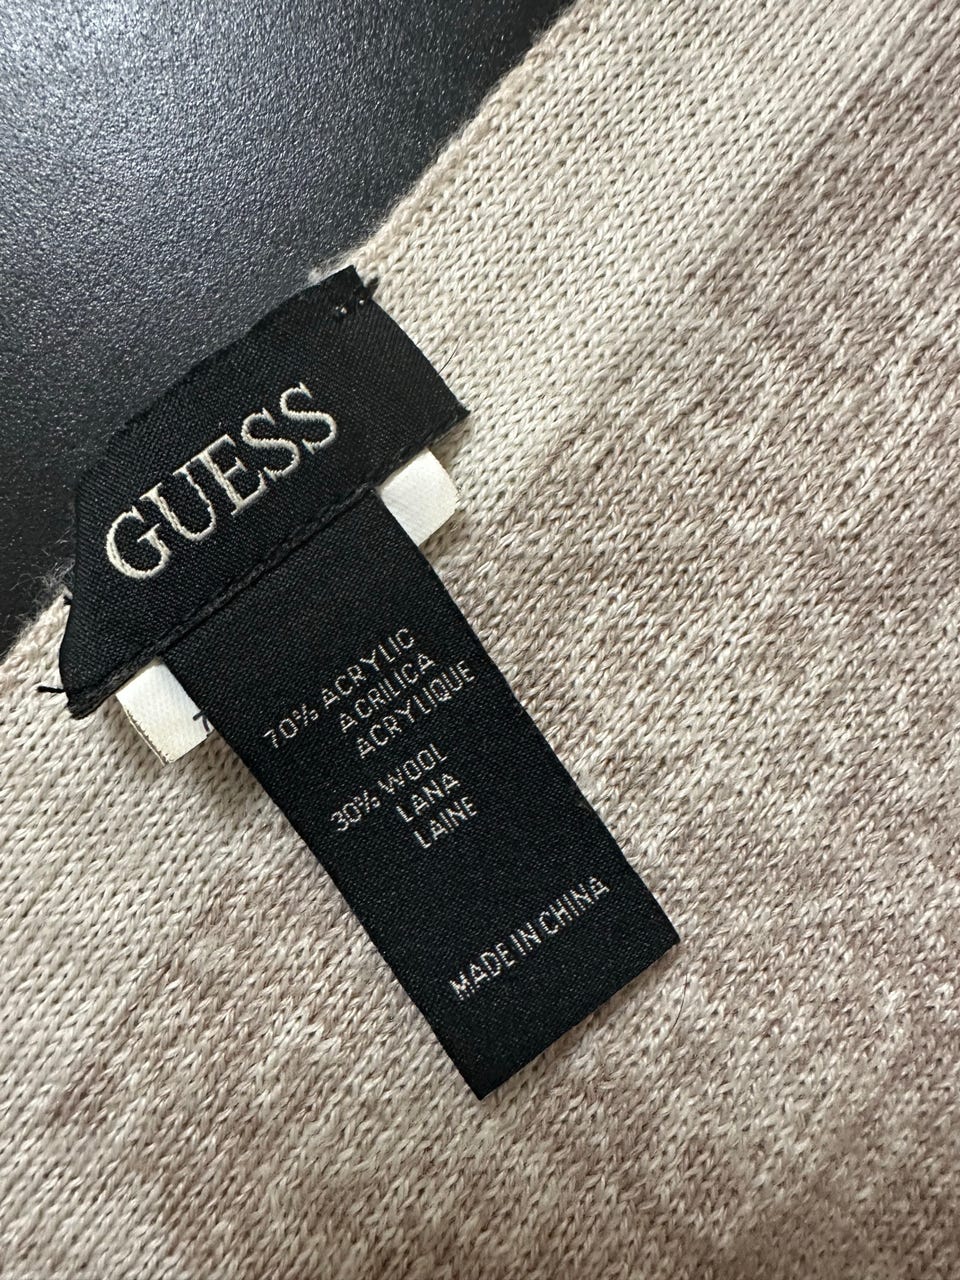 GUESS
70% ACRYLIC
ACRILICA
ACRYLIQUE
30% WOOL
LANA
LAINE
MADE IN CHINA